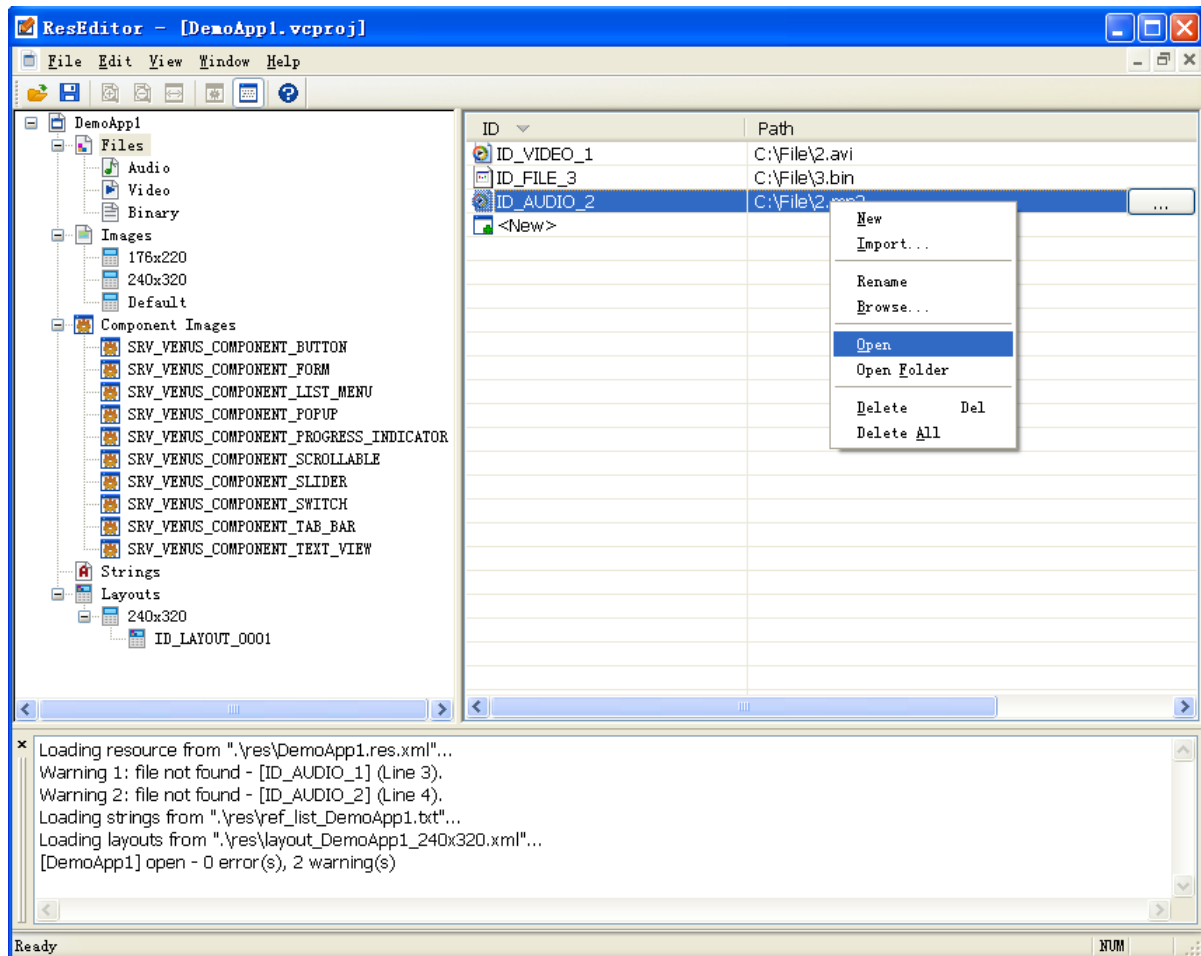 ResEditor - [DemoApp1.vcproj]
File Edit View Window Help
DemoApp1
Files
Audio
Video
Binary
Images
176x220
240x320
Default
Component Images
SRV_VENUS_COMPONENT_BUTTON
SRV_VENUS_COMPONENT_FORM
SRV_VENUS_COMPONENT_LIST_MENU
SRV_VENUS_COMPONENT_POPUP
SRV_VENUS_COMPONENT_PROGRESS_INDICATOR
SRV_VENUS_COMPONENT_SCROLLABLE
SRV_VENUS_COMPONENT_SLIDER
SRV_VENUS_COMPONENT_SWITCH
SRV_VENUS_COMPONENT_TAB_BAR
SRV_VENUS_COMPONENT_TEXT_VIEW
Strings
Layouts
240x320
ID_LAYOUT_0001
ID Path
ID_VIDEO_1 C:\File\2.avi
ID_FILE_3 C:\File\3.bin
ID_AUDIO_2 C:\File\2.mp3 ...
<New>
New
Import...
Rename
Browse...
Open
Open Folder
Delete Del
Delete All
Loading resource from ".\res\DemoApp1.res.xml"...
Warning 1: file not found - [ID_AUDIO_1] (Line 3).
Warning 2: file not found - [ID_AUDIO_2] (Line 4).
Loading strings from ".\res\ref_list_DemoApp1.txt"...
Loading layouts from ".\res\layout_DemoApp1_240x320.xml"...
[DemoApp1] open - 0 error(s), 2 warning(s)
Ready NUM